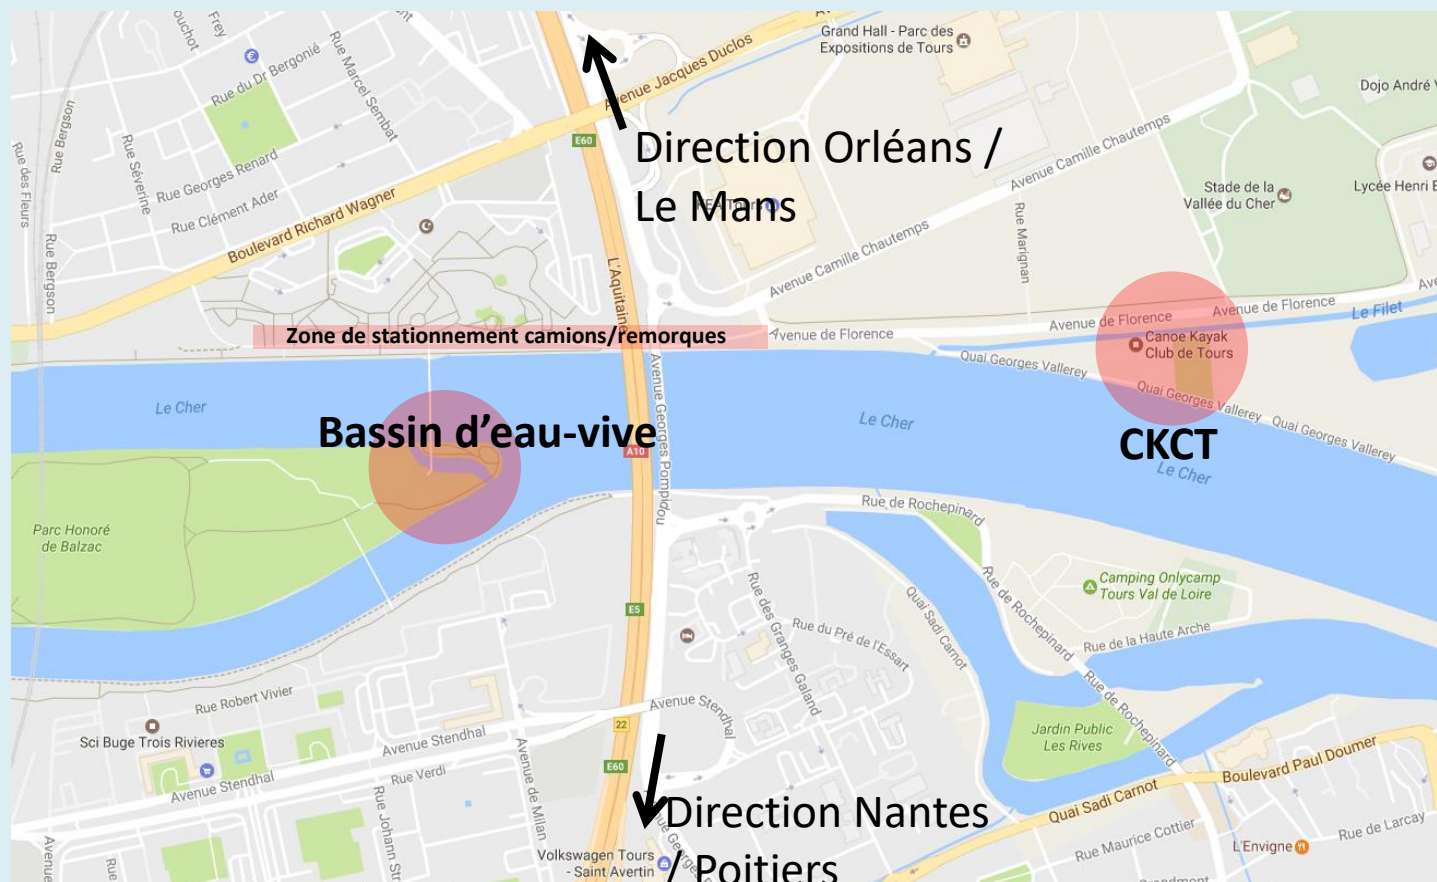 Frey
Rue du Dr Bergonié
Rue Marcel Sembat
Rue Bergson
Rue des Fleurs
Rue Séverine
Rue Georges Renard
Rue Clément Ader
Boulevard Richard Wagner
Rue Bergson
Avenue Jacques Duclos
Grand Hall - Parc des
Expositions de Tours
Dojo André
E60
Direction Orléans /
Le Mans
Avenue Camille Chautemps
Avenue Camille Chautemps
Rue Marignan
Stade de la
Vallée du Cher
Lycée Henri
L'Aquitaine
Zone de stationnement camions/remorques
Avenue de Florence
Avenue de Florence
Avenue de Florence
Le Filet
Canoe Kayak
Club de Tours
Quai Georges Vallerey
Quai Georges Vallerey
Quai Georges Vallerey
Avenue Georges Pompidou
Le Cher
Bassin d'eau-vive
Le Cher
CKCT
Le Cher
A10
Parc Honoré
de Balzac
Rue de Rochepinard
Rue de Rochepinard
Rue de Rochepinard
Camping Onlycamp
Tours Val de Loire
Rue de la Haute Arche
Quai Sadi Carnot
Rue des Granges Galand
Rue du Pré de l'Essart
E5
Rue Robert Vivier
Sci Buge Trois Rivieres
Avenue Stendhal
Avenue Stendhal
Avenue Stendhal
22
E60
Rue Verdi
Avenue de Milan
Jardin Public
Les Rives
Boulevard Paul Doumer
Quai Sadi Carnot
Direction Nantes
/ Poitiers
Volkswagen Tours
- Saint Avertin
Rue Maurice Cottier
L'Envigne
Rue de Larcay
Avenue
Rue